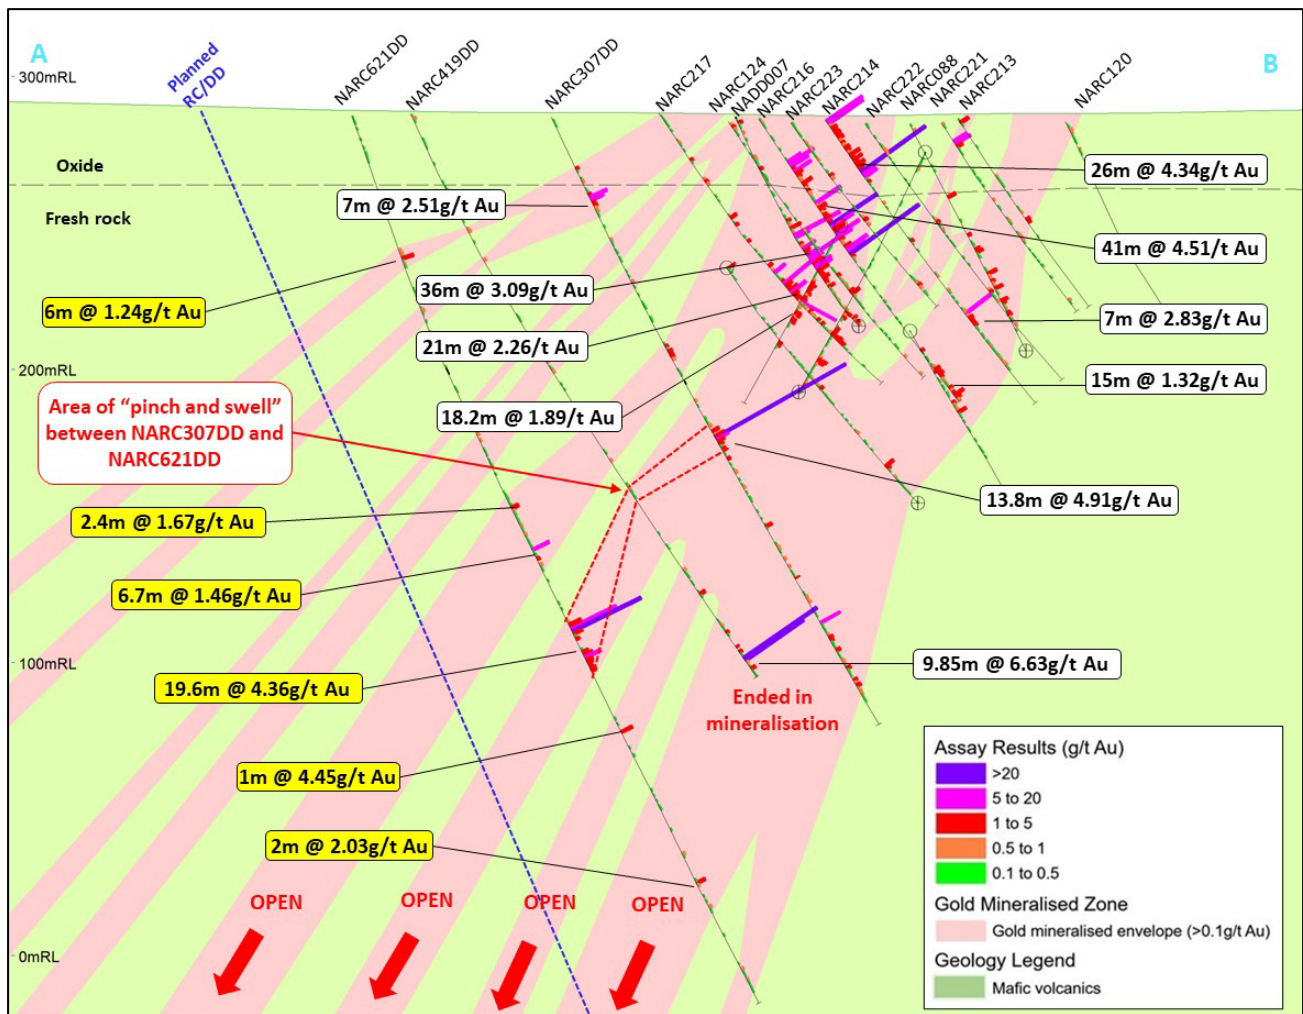 A
B
300mRL
Planned
RC/DD
NARC621DD
NARC419DD
NARC307DD
NARC217
NARC124
NADD007
NARC216
NARC223
NARC214
NARC222
NARC088
NARC221
NARC213
NARC120
Oxide
Fresh rock
26m @ 4.34g/t Au
7m @ 2.51g/t Au
41m @ 4.51/t Au
36m @ 3.09g/t Au
6m @ 1.24g/t Au
7m @ 2.83g/t Au
21m @ 2.26/t Au
200mRL
15m @ 1.32g/t Au
Area of “pinch and swell”
between NARC307DD and
NARC621DD
18.2m @ 1.89/t Au
13.8m @ 4.91g/t Au
2.4m @ 1.67g/t Au
6.7m @ 1.46g/t Au
100mRL
9.85m @ 6.63g/t Au
19.6m @ 4.36g/t Au
Ended in
mineralisation
1m @ 4.45g/t Au
2m @ 2.03g/t Au
OPEN
OPEN
OPEN
OPEN
0mRL
Assay Results (g/t Au)
>20
5 to 20
1 to 5
0.5 to 1
0.1 to 0.5
Gold Mineralised Zone
Gold mineralised envelope (>0.1g/t Au)
Geology Legend
Mafic volcanics